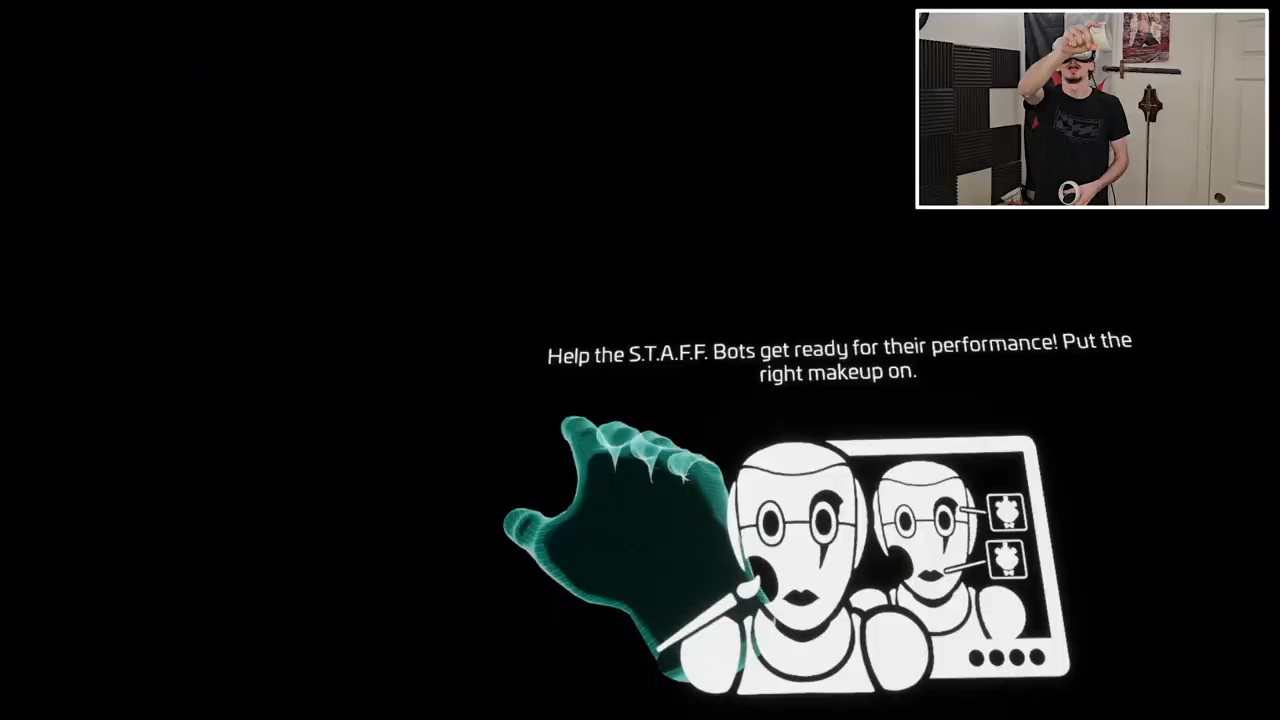 Help the S.T.A.F.F. Bots get ready for their performance! Put the
right makeup on.